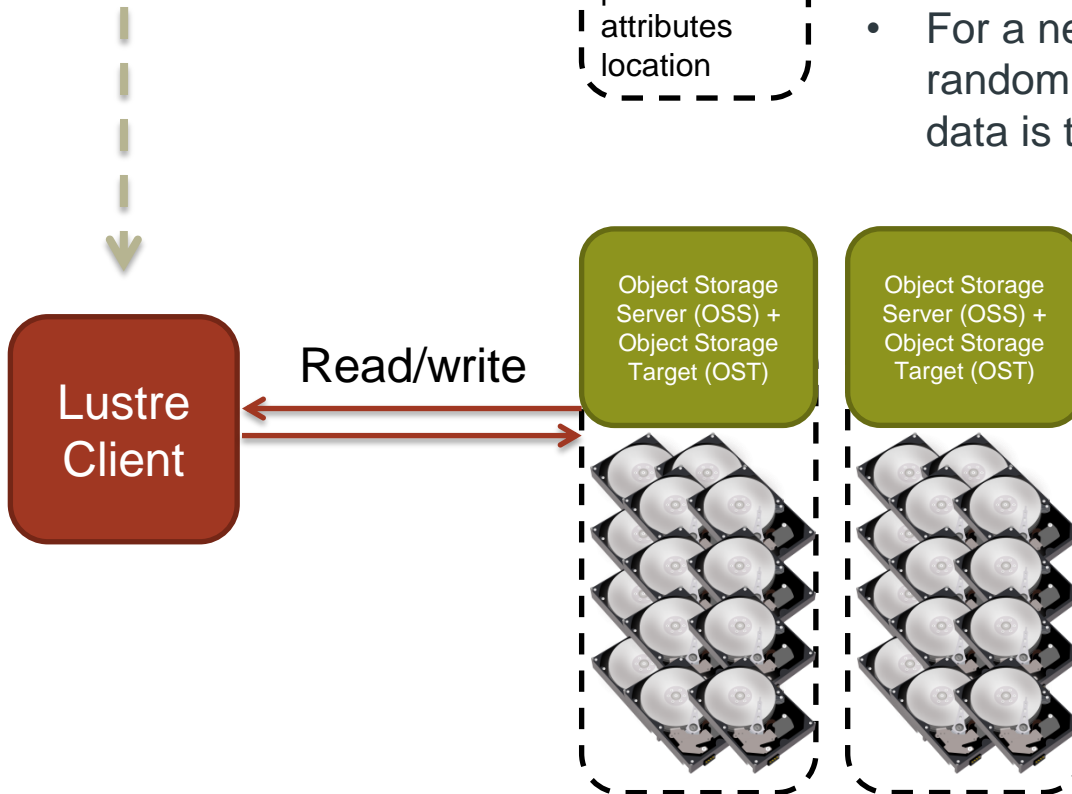 attributes
location
• For a ne
random
data is t
Object Storage
Server (OSS) +
Object Storage
Target (OST)
Object Storage
Server (OSS) +
Object Storage
Target (OST)
Read/write
Lustre
Client